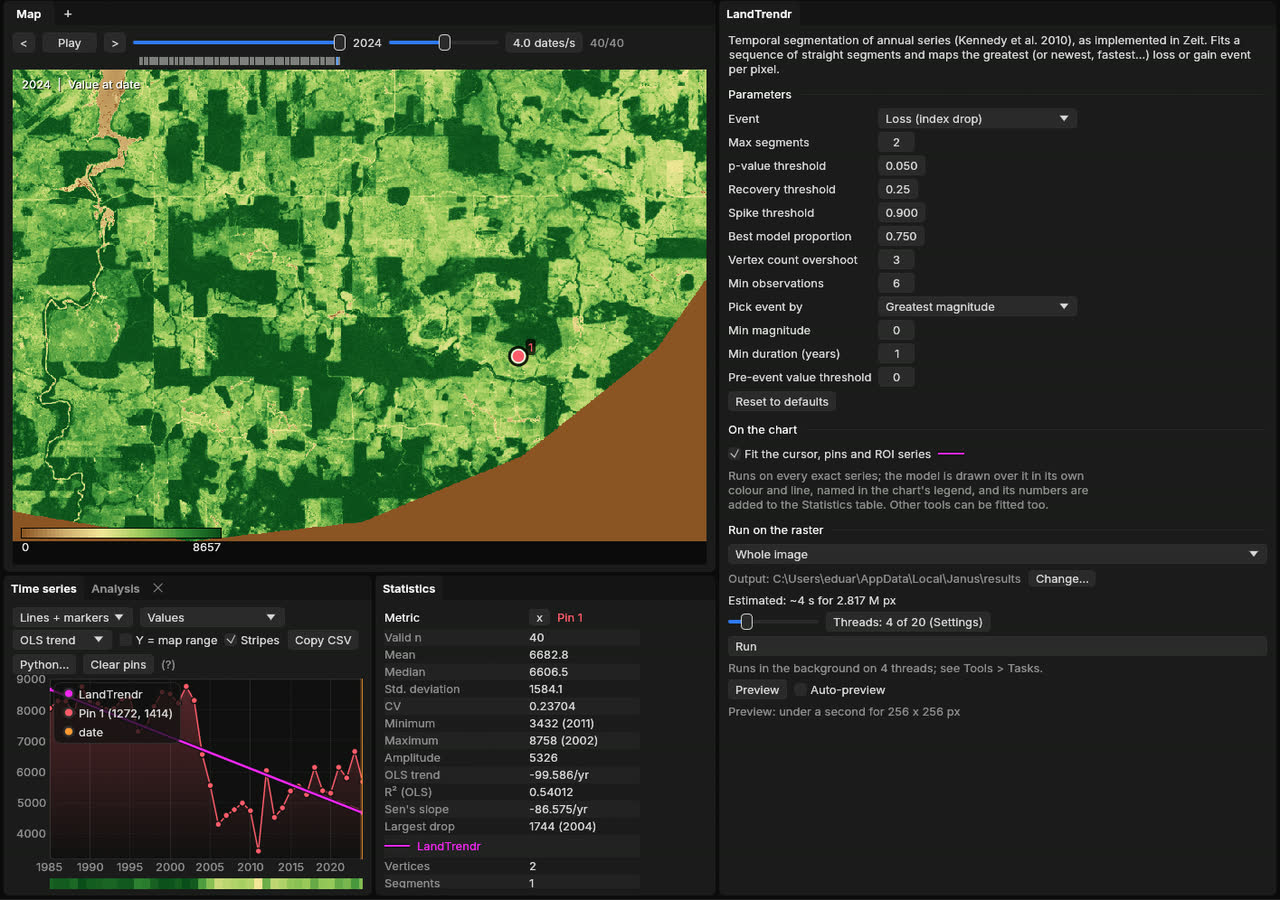 Map +
< Play > 2024 4.0 dates/s 40/40
2024 | Value at date
1
0 8657
Time series Analysis
Lines + markers Values
OLS trend Y = map range Stripes Copy CSV
Python... Clear pins (?)
9000
8000
7000
6000
5000
4000
LandTrendr
Pin 1 (1272, 1414)
date
1985 1990 1995 2000 2005 2010 2015 2020
Statistics
Metric x Pin 1
Valid n 40
Mean 6682.8
Median 6606.5
Std. deviation 1584.1
CV 0.23704
Minimum 3432 (2011)
Maximum 8758 (2002)
Amplitude 5326
OLS trend -99.586/yr
R² (OLS) 0.54012
Sen's slope -86.575/yr
Largest drop 1744 (2004)
LandTrendr
Vertices 2
Segments 1
LandTrendr
Temporal segmentation of annual series (Kennedy et al. 2010), as implemented in Zeit. Fits a
sequence of straight segments and maps the greatest (or newest, fastest...) loss or gain event
per pixel.
Parameters
Event Loss (index drop)
Max segments 2
p-value threshold 0.050
Recovery threshold 0.25
Spike threshold 0.900
Best model proportion 0.750
Vertex count overshoot 3
Min observations 6
Pick event by Greatest magnitude
Min magnitude 0
Min duration (years) 1
Pre-event value threshold 0
Reset to defaults
On the chart
Fit the cursor, pins and ROI series
Runs on every exact series; the model is drawn over it in its own
colour and line, named in the chart's legend, and its numbers are
added to the Statistics table. Other tools can be fitted too.
Run on the raster
Whole image
Output: C:\Users\eduar\AppData\Local\Janus\results Change...
Estimated: ~4 s for 2.817 M px
Threads: 4 of 20 (Settings)
Run
Runs in the background on 4 threads; see Tools > Tasks.
Preview Auto-preview
Preview: under a second for 256 x 256 px